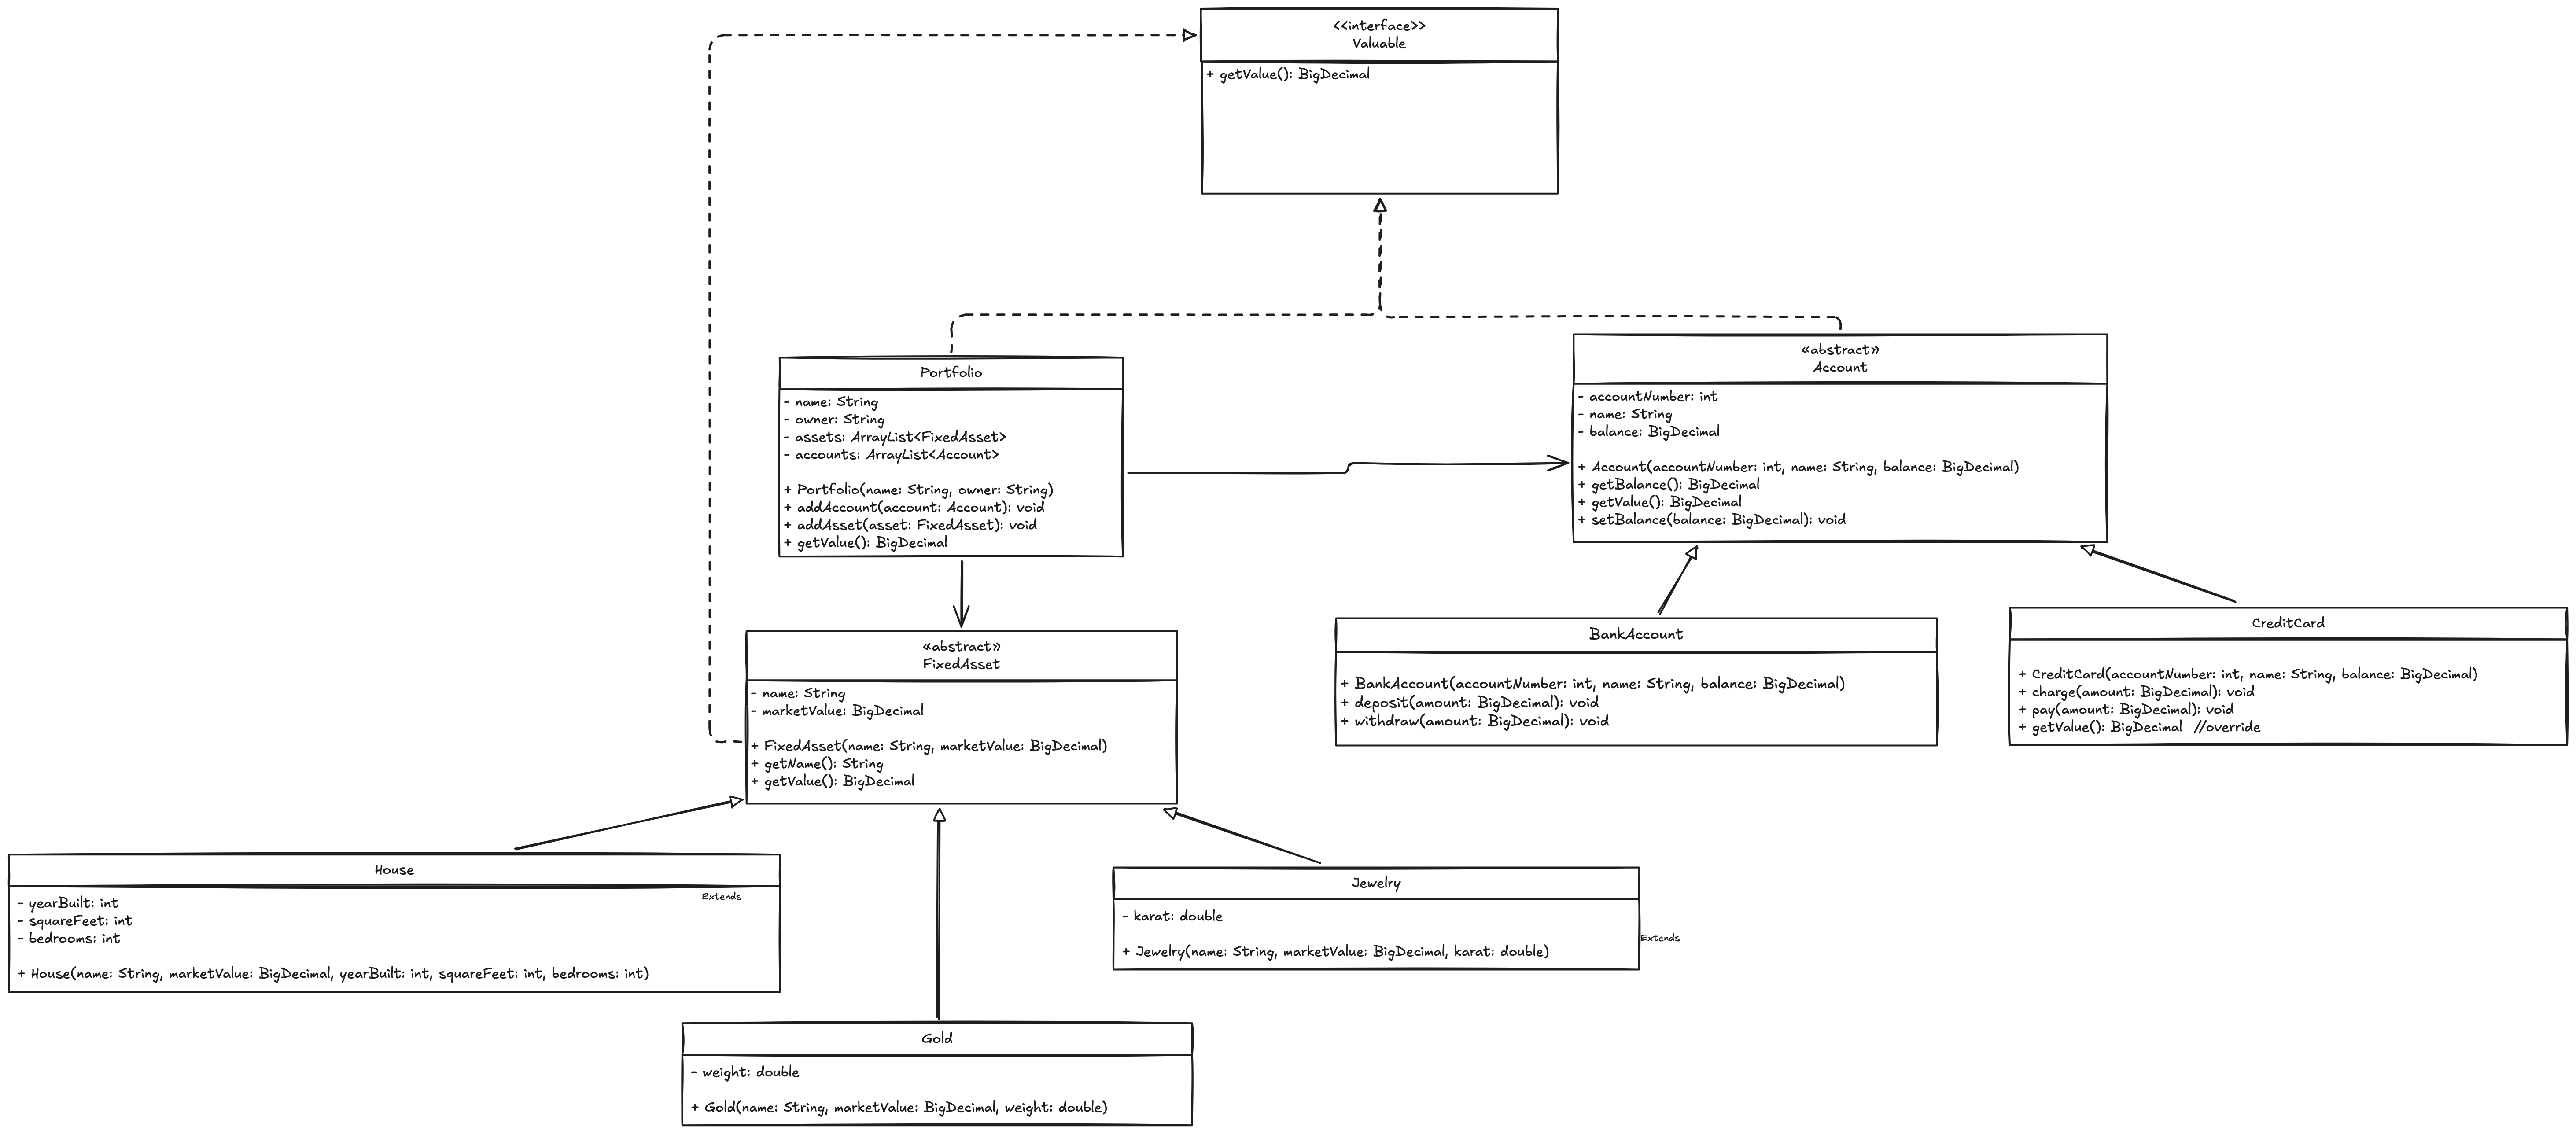 <<interface>>
Valuable
+ getValue(): BigDecimal
Portfolio
- name: String
- owner: String
- assets: ArrayList<FixedAsset>
- accounts: ArrayList<Account>
+ Portfolio(name: String, owner: String)
+ addAccount(account: Account): void
+ addAsset(asset: FixedAsset): void
+ getValue(): BigDecimal
«abstract»
Account
- accountNumber: int
- name: String
- balance: BigDecimal
+ Account(accountNumber: int, name: String, balance: BigDecimal)
+ getBalance(): BigDecimal
+ getValue(): BigDecimal
+ setBalance(balance: BigDecimal): void
«abstract»
FixedAsset
- name: String
- marketValue: BigDecimal
+ FixedAsset(name: String, marketValue: BigDecimal)
+ getName(): String
+ getValue(): BigDecimal
BankAccount
+ BankAccount(accountNumber: int, name: String, balance: BigDecimal)
+ deposit(amount: BigDecimal): void
+ withdraw(amount: BigDecimal): void
CreditCard
+ CreditCard(accountNumber: int, name: String, balance: BigDecimal)
+ charge(amount: BigDecimal): void
+ pay(amount: BigDecimal): void
+ getValue(): BigDecimal //override
House
Extends
- yearBuilt: int
- squareFeet: int
- bedrooms: int
+ House(name: String, marketValue: BigDecimal, yearBuilt: int, squareFeet: int, bedrooms: int)
Jewelry
- karat: double
Extends
+ Jewelry(name: String, marketValue: BigDecimal, karat: double)
Gold
- weight: double
+ Gold(name: String, marketValue: BigDecimal, weight: double)